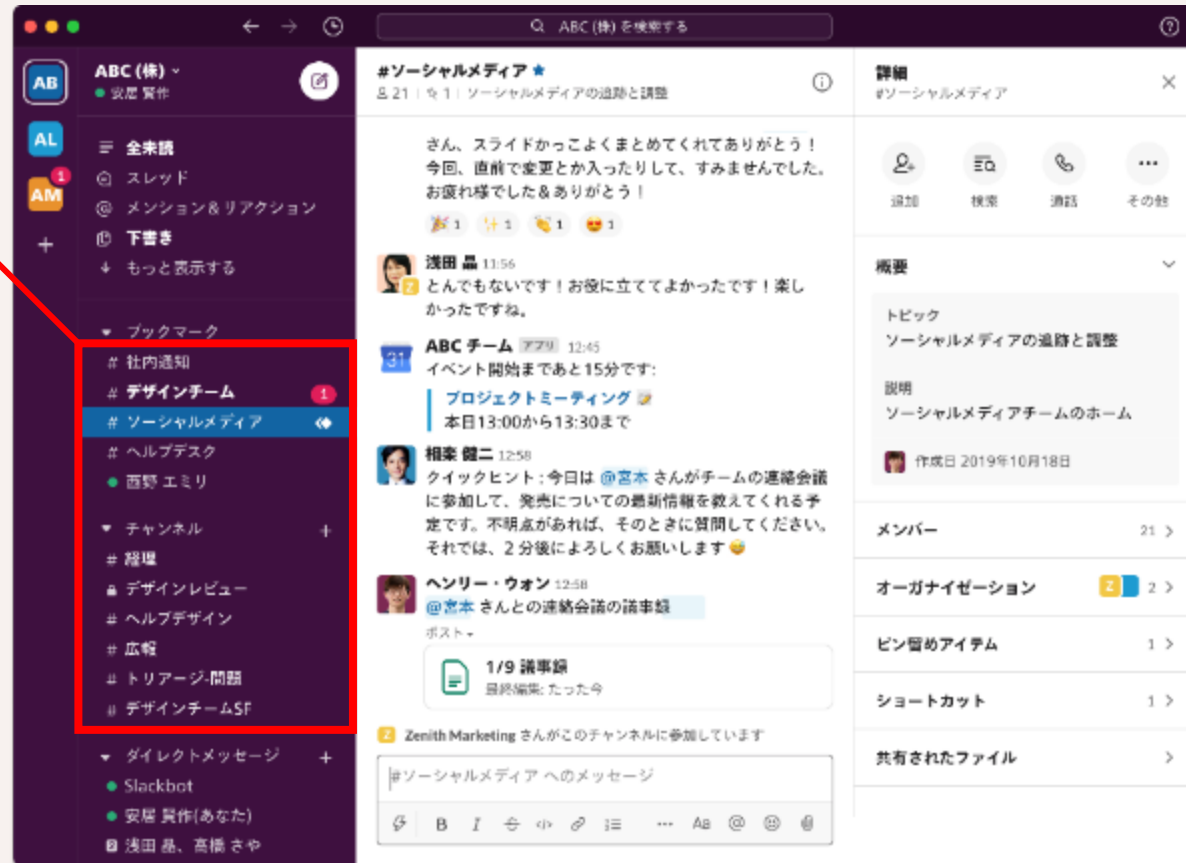 ABC (株) を検索する
AB
AL
AM
1
ABC (株)
安居 賢作
全未読
スレッド
メンション&リアクション
下書き
もっと表示する
ブックマーク
# 社内通知
# デザインチーム 1
# ソーシャルメディア
# ヘルプデスク
西野 エミリ
チャンネル +
# 経理
デザインレビュー
# ヘルプデザイン
# 広報
# トリアージ-問題
# デザインチームSF
ダイレクトメッセージ +
Slackbot
安居 賢作(あなた)
2 浅田 晶、髙橋 さや
#ソーシャルメディア
21 | 1 | ソーシャルメディアの追跡と調整
さん、スライドかっこよくまとめてくれてありがとう！
今回、直前で変更とか入ったりして、すみませんでした。
お疲れ様でした＆ありがとう！
1 1 1 1
浅田 晶 11:56
とんでもないです！お役に立ててよかったです！楽し
かったですね。
31
ABC チーム アプリ 12:45
イベント開始まであと15分です:
プロジェクトミーティング
本日13:00から13:30まで
相楽 健二 12:58
クイックヒント : 今日は @宮本 さんがチームの連絡会議
に参加して、発売についての最新情報を教えてくれる予
定です。不明点があれば、そのときに質問してください。
それでは、2 分後によろしくお願いします
ヘンリー・ウォン 12:58
@宮本 さんとの連絡会議の議事録
ポスト
1/9 議事録
最終編集: たった今
Z Zenith Marketing さんがこのチャンネルに参加しています
#ソーシャルメディア へのメッセージ
B I Aa @
詳細
#ソーシャルメディア
追加 検索 通話 その他
概要
トピック
ソーシャルメディアの追跡と調整
説明
ソーシャルメディアチームのホーム
作成日 2019年10月18日
メンバー 21
オーガナイゼーション Z 2
ピン留めアイテム 1
ショートカット 1
共有されたファイル